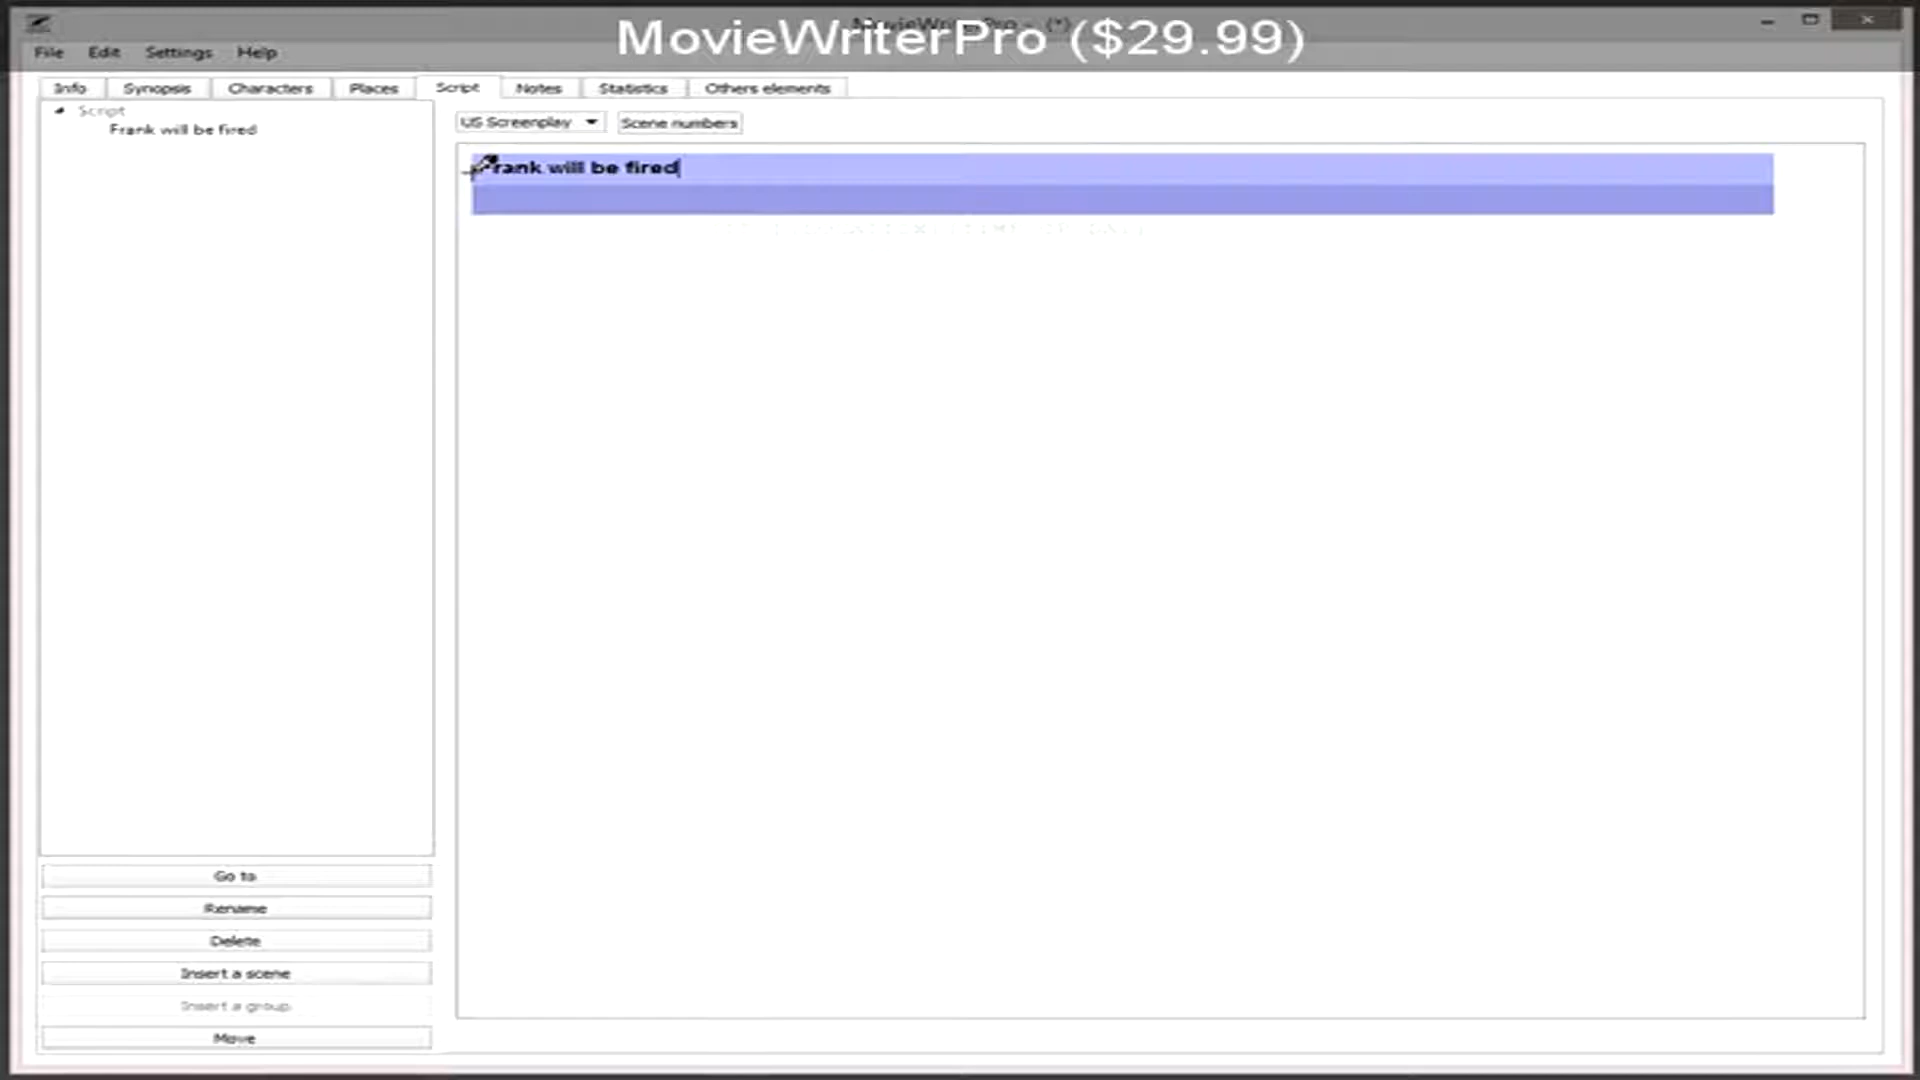 MovieWriterPro ($29.99)
File Edit Settings Help
Info Synopsis Characters Places Script Notes Statistics Others elements
Script
Frank will be fired
US Screenplay Scene numbers
Frank will be fired
Go to
Rename
Delete
Insert a scene
Insert a group
Move